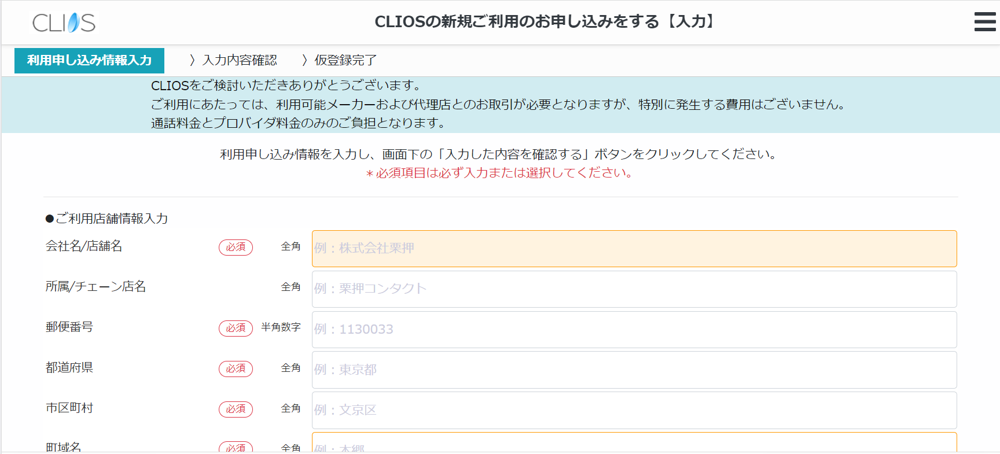 CLIOS
CLIOSの新規ご利用のお申し込みをする【入力】
利用申し込み情報入力 〉入力内容確認 〉仮登録完了
CLIOSをご検討いただきありがとうございます。
ご利用にあたっては、利用可能メーカーおよび代理店とのお取引が必要となりますが、特別に発生する費用はございません。
通話料金とプロバイダ料金のみのご負担となります。
利用申し込み情報を入力し、画面下の「入力した内容を確認する」ボタンをクリックしてください。
＊必須項目は必ず入力または選択してください。
●ご利用店舗情報入力
会社名/店舗名 必須 全角 例：株式会社栗押
所属/チェーン店名 全角 例：栗押コンタクト
郵便番号 必須 半角数字 例：1130033
都道府県 必須 全角 例：東京都
市区町村 必須 全角 例：文京区
町域名 必須 全角 例：本郷